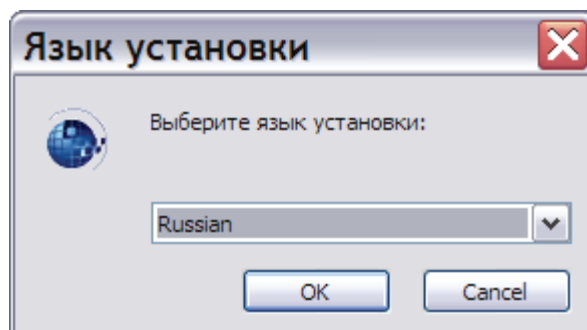 Язык установки
Выберите язык установки:
Russian
OK
Cancel